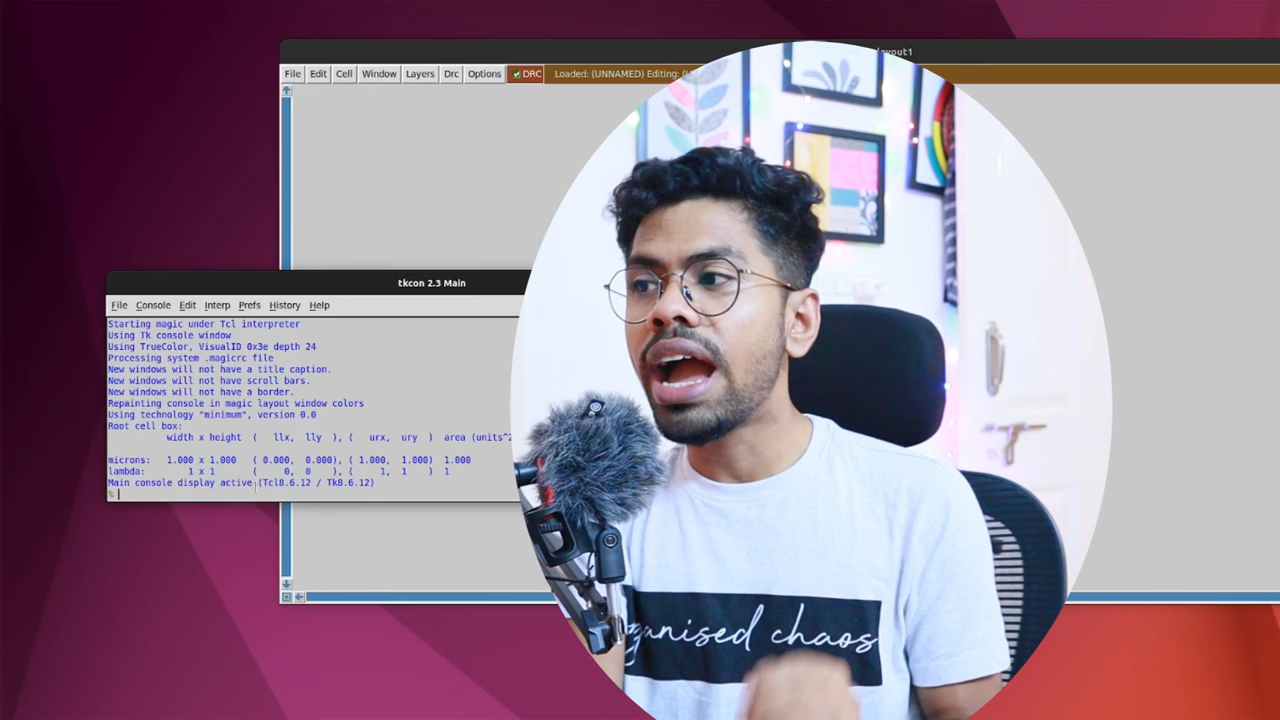 layout1
File Edit Cell Window Layers Drc Options DRC Loaded: (UNNAMED) Editing:
tkcon 2.3 Main
File Console Edit Interp Prefs History Help
Starting magic under Tcl interpreter
Using Tk console window
Using TrueColor, VisualID 0x3e depth 24
Processing system .magicrc file
New windows will not have a title caption.
New windows will not have scroll bars.
New windows will not have a border.
Repainting console in magic layout window colors
Using technology "minimum", version 0.0
Root cell box:
width x height ( llx, lly ), ( urx, ury ) area (units^2
microns: 1.000 x 1.000 ( 0.000, 0.000), ( 1.000, 1.000) 1.000
lambda: 1 x 1 ( 0, 0 ), ( 1, 1 ) 1
Main console display active (Tcl8.6.12 / Tk8.6.12)
%
organised chaos